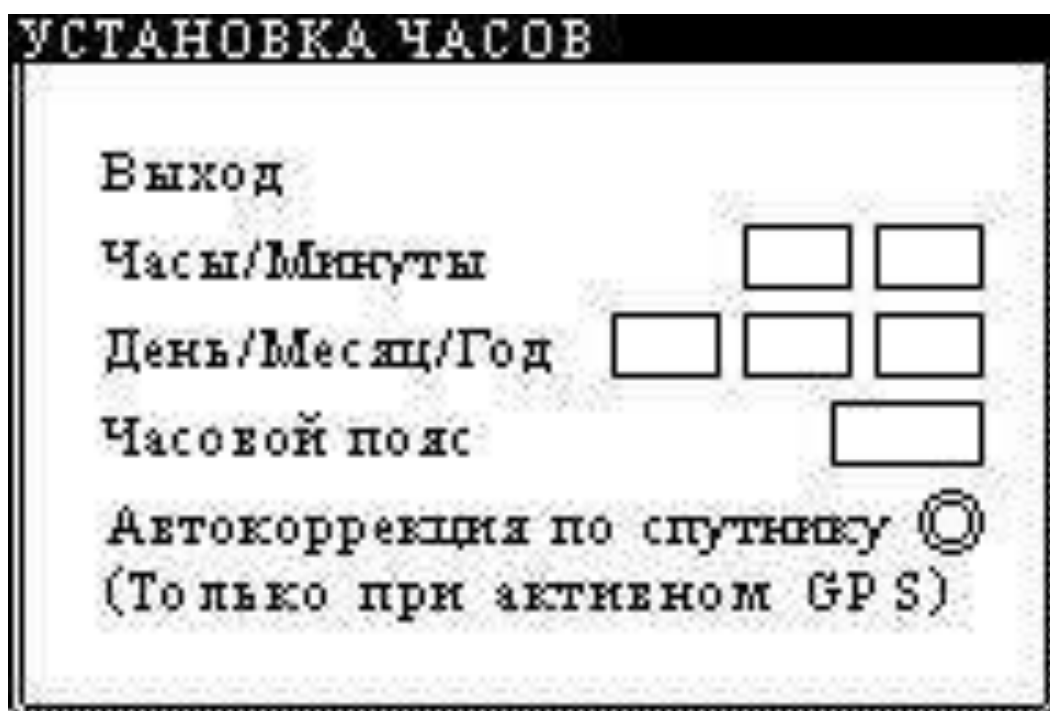 УСТАНОВКА ЧАСОВ
Выход
Часы/Минуты
День/Месяц/Год
Часовой пояс
Автокоррекция по спутнику
(Только при активном GPS)